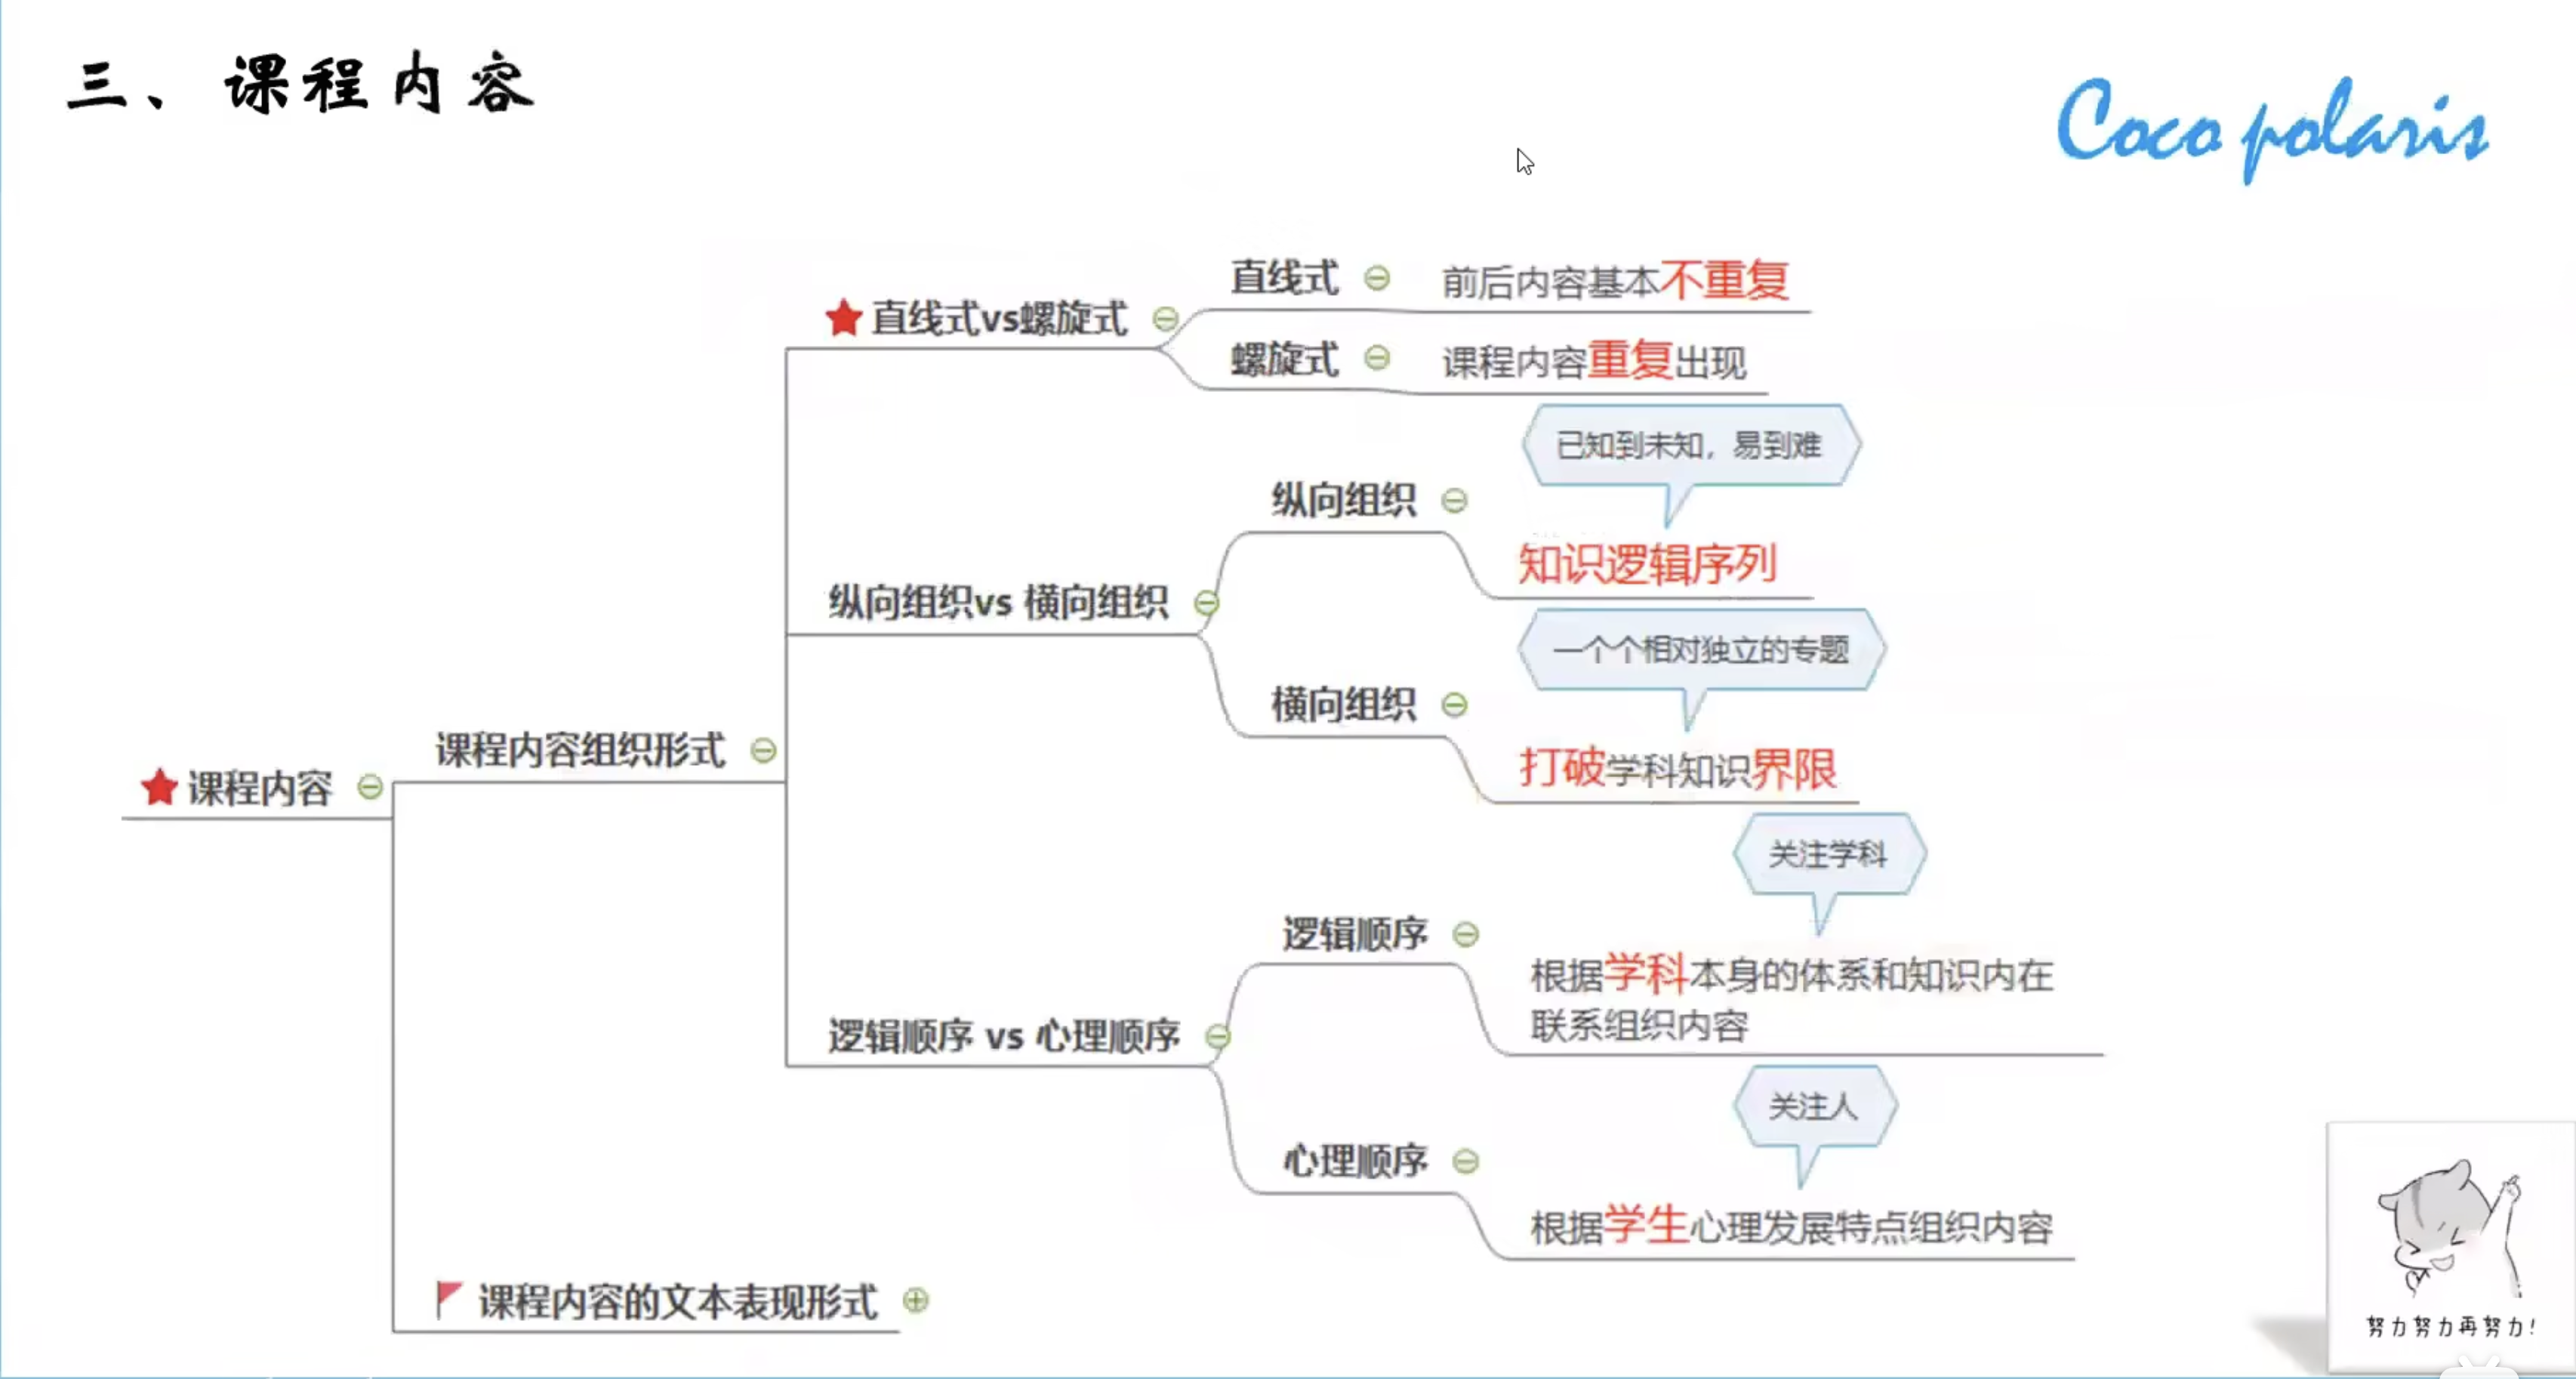 三、课程内容
Coco polaris
直线式
前后内容基本不重复
直线式vs螺旋式
螺旋式
课程内容重复出现
已知到未知，易到难
纵向组织
知识逻辑序列
纵向组织vs 横向组织
一个个相对独立的专题
横向组织
打破学科知识界限
课程内容组织形式
课程内容
关注学科
逻辑顺序
根据学科本身的体系和知识内在
联系组织内容
逻辑顺序 vs 心理顺序
关注人
心理顺序
根据学生心理发展特点组织内容
课程内容的文本表现形式
努力努力再努力!